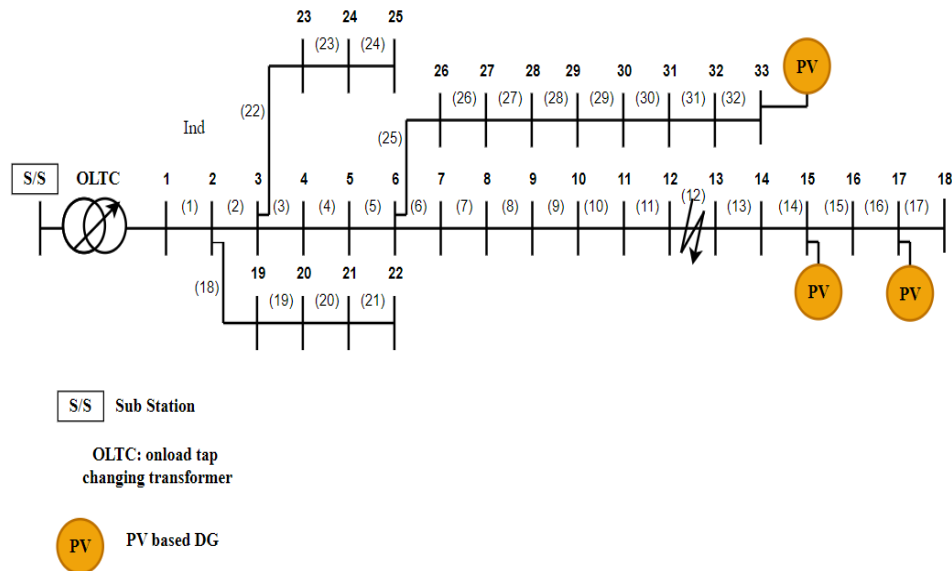 23 24 25
(23) (24)
PV
26 27 28 29 30 31 32 33
(26) (27) (28) (29) (30) (31) (32)
(22)
Ind
(25)
S/S OLTC 1 2 3 4 5 6 7 8 9 10 11 12 13 14 15 16 17 18
(1) (2) (3) (4) (5) (6) (7) (8) (9) (10) (11) (12) (13) (14) (15) (16) (17)
19 20 21 22
(18) (19) (20) (21)
PV PV
S/S Sub Station
OLTC: onload tap
changing transformer
PV PV based DG